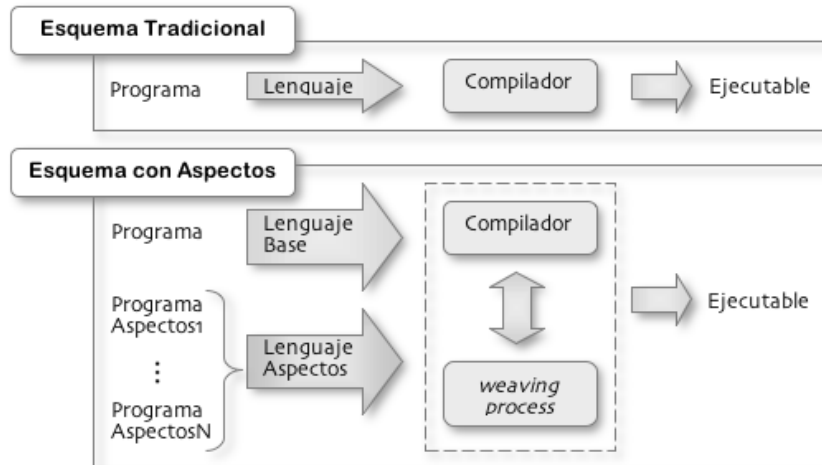 Esquema Tradicional
Programa
Lenguaje
Compilador
Ejecutable
Esquema con Aspectos
Programa
Lenguaje
Base
Compilador
Programa
Aspectos1
⋮
Programa
AspectosN
Lenguaje
Aspectos
weaving
process
Ejecutable